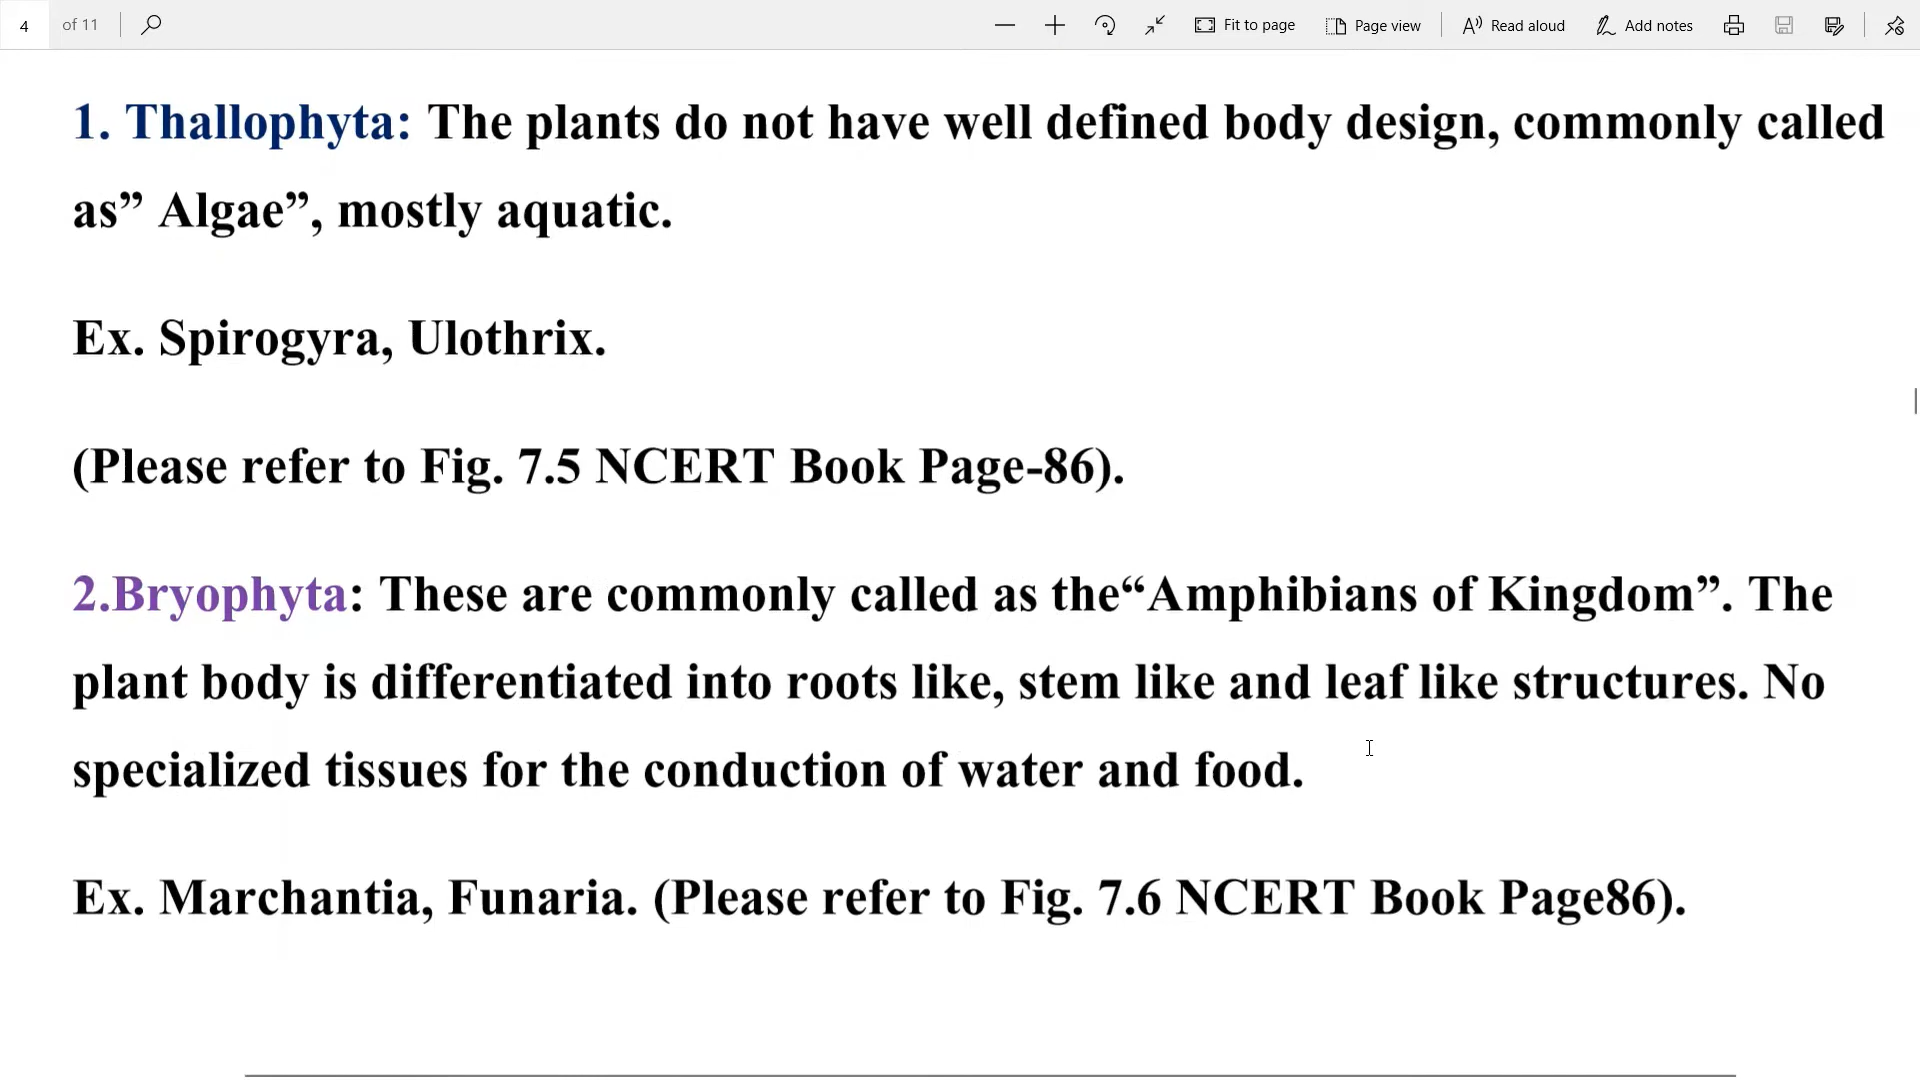 4 of 11 Fit to page Page view Read aloud Add notes
1. Thallophyta: The plants do not have well defined body design, commonly called
as” Algae”, mostly aquatic.
Ex. Spirogyra, Ulothrix.
(Please refer to Fig. 7.5 NCERT Book Page-86).
2.Bryophyta: These are commonly called as the“Amphibians of Kingdom”. The
plant body is differentiated into roots like, stem like and leaf like structures. No
specialized tissues for the conduction of water and food.
Ex. Marchantia, Funaria. (Please refer to Fig. 7.6 NCERT Book Page86).